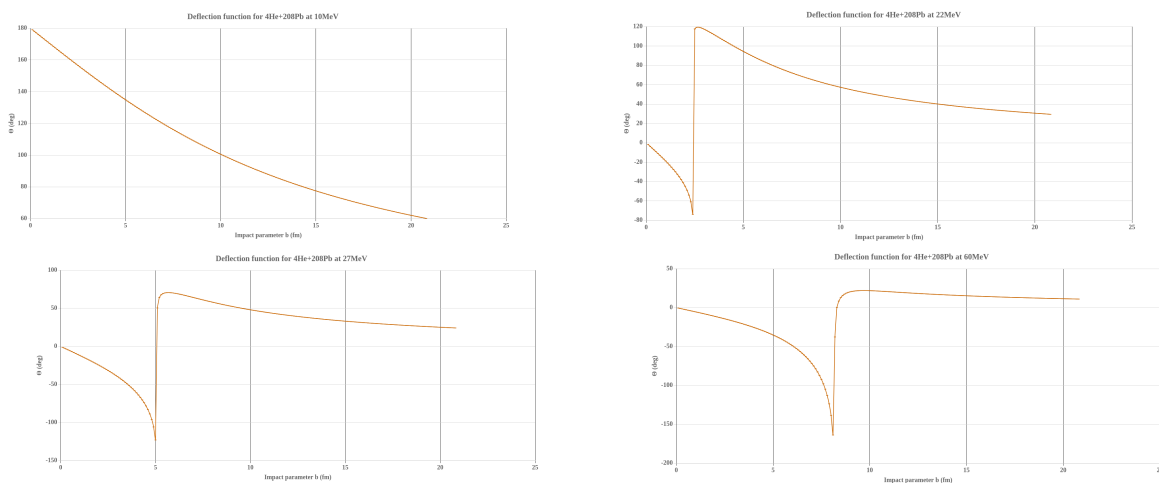 Deflection function for 4He+208Pb at 10MeV
180
160
140
120
100
80
60
Θ (deg)
0 5 10 15 20 25
Impact parameter b (fm)
Deflection function for 4He+208Pb at 22MeV
120
100
80
60
40
20
0
-20
-40
-60
-80
Θ (deg)
0 5 10 15 20 25
Impact parameter b (fm)
Deflection function for 4He+208Pb at 27MeV
100
50
0
-50
-100
-150
Θ (deg)
0 5 10 15 20 25
Impact parameter b (fm)
Deflection function for 4He+208Pb at 60MeV
50
0
-50
-100
-150
-200
Θ (deg)
0 5 10 15 20
Impact parameter b (fm)